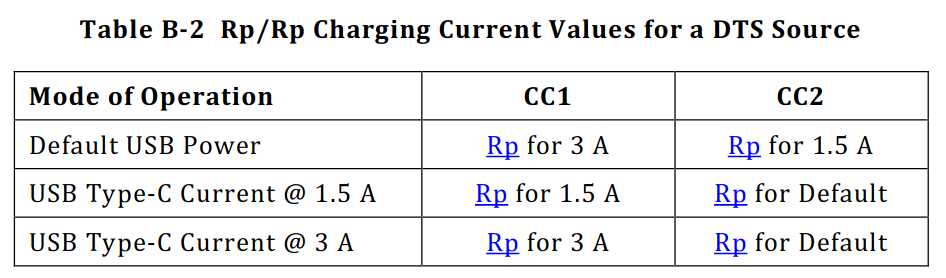 Table B-2 Rp/Rp Charging Current Values for a DTS Source
Mode of Operation CC1 CC2
Default USB Power Rp for 3 A Rp for 1.5 A
USB Type-C Current @ 1.5 A Rp for 1.5 A Rp for Default
USB Type-C Current @ 3 A Rp for 3 A Rp for Default